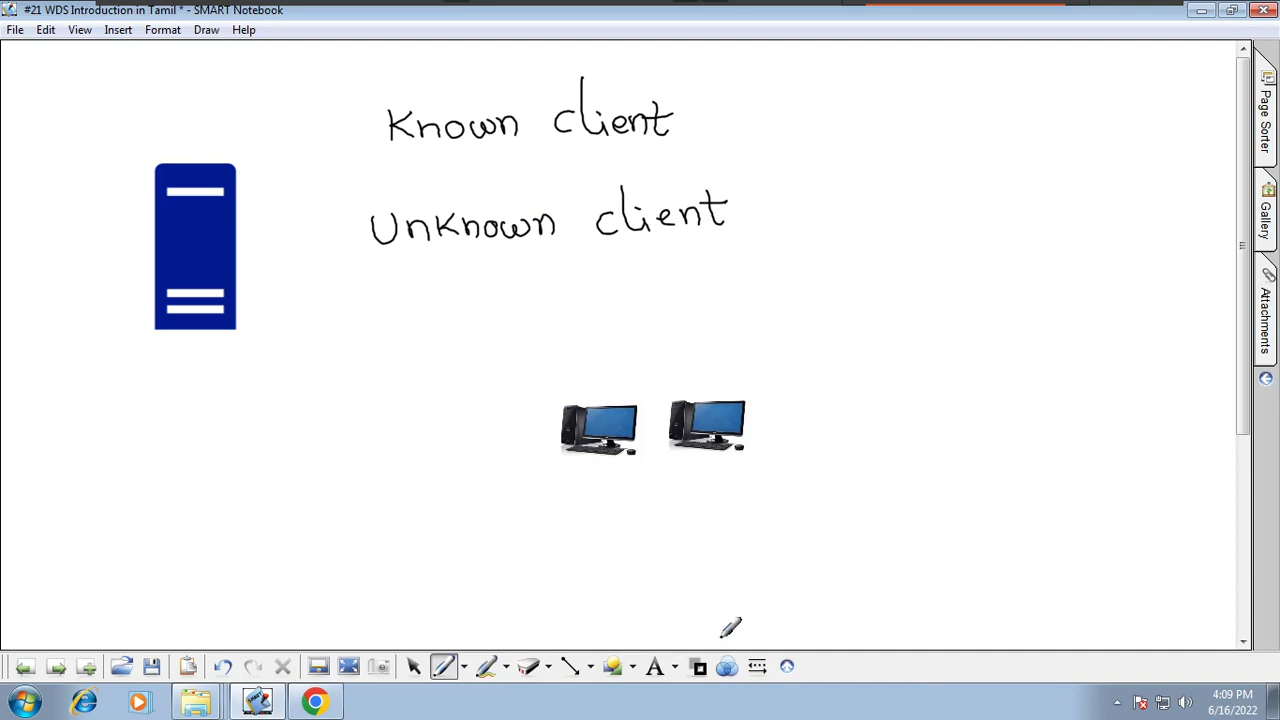 #21 WDS Introduction in Tamil * - SMART Notebook
File Edit View Insert Format Draw Help
Known client
Unknown client
Page Sorter
Gallery
Attachments
4:09 PM
6/16/2022